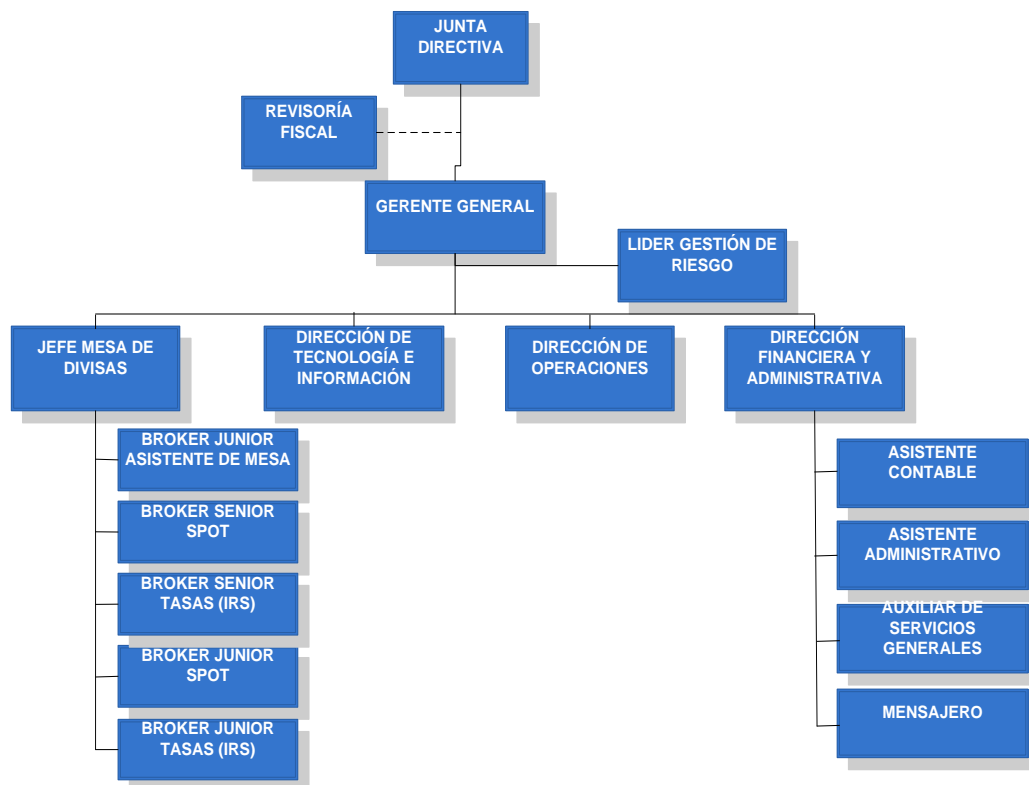 JUNTA
DIRECTIVA
REVISORÍA
FISCAL
GERENTE GENERAL
LIDER GESTIÓN DE
RIESGO
JEFE MESA DE
DIVISAS
DIRECCIÓN DE
TECNOLOGÍA E
INFORMACIÓN
DIRECCIÓN DE
OPERACIONES
DIRECCIÓN
FINANCIERA Y
ADMINISTRATIVA
BROKER JUNIOR
ASISTENTE DE MESA
BROKER SENIOR
SPOT
BROKER SENIOR
TASAS (IRS)
BROKER JUNIOR
SPOT
BROKER JUNIOR
TASAS (IRS)
ASISTENTE
CONTABLE
ASISTENTE
ADMINISTRATIVO
AUXILIAR DE
SERVICIOS
GENERALES
MENSAJERO